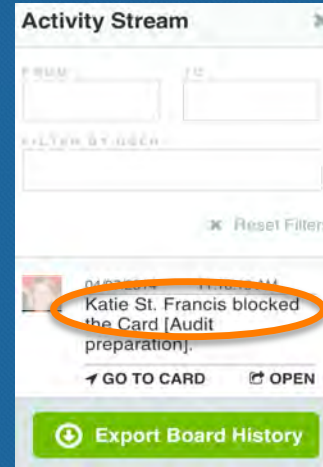 Activity Stream ×
FROM TO
FILTER BY USER
× Reset Filter
Katie St. Francis blocked
the Card [Audit
preparation].
GO TO CARD OPEN
Export Board History